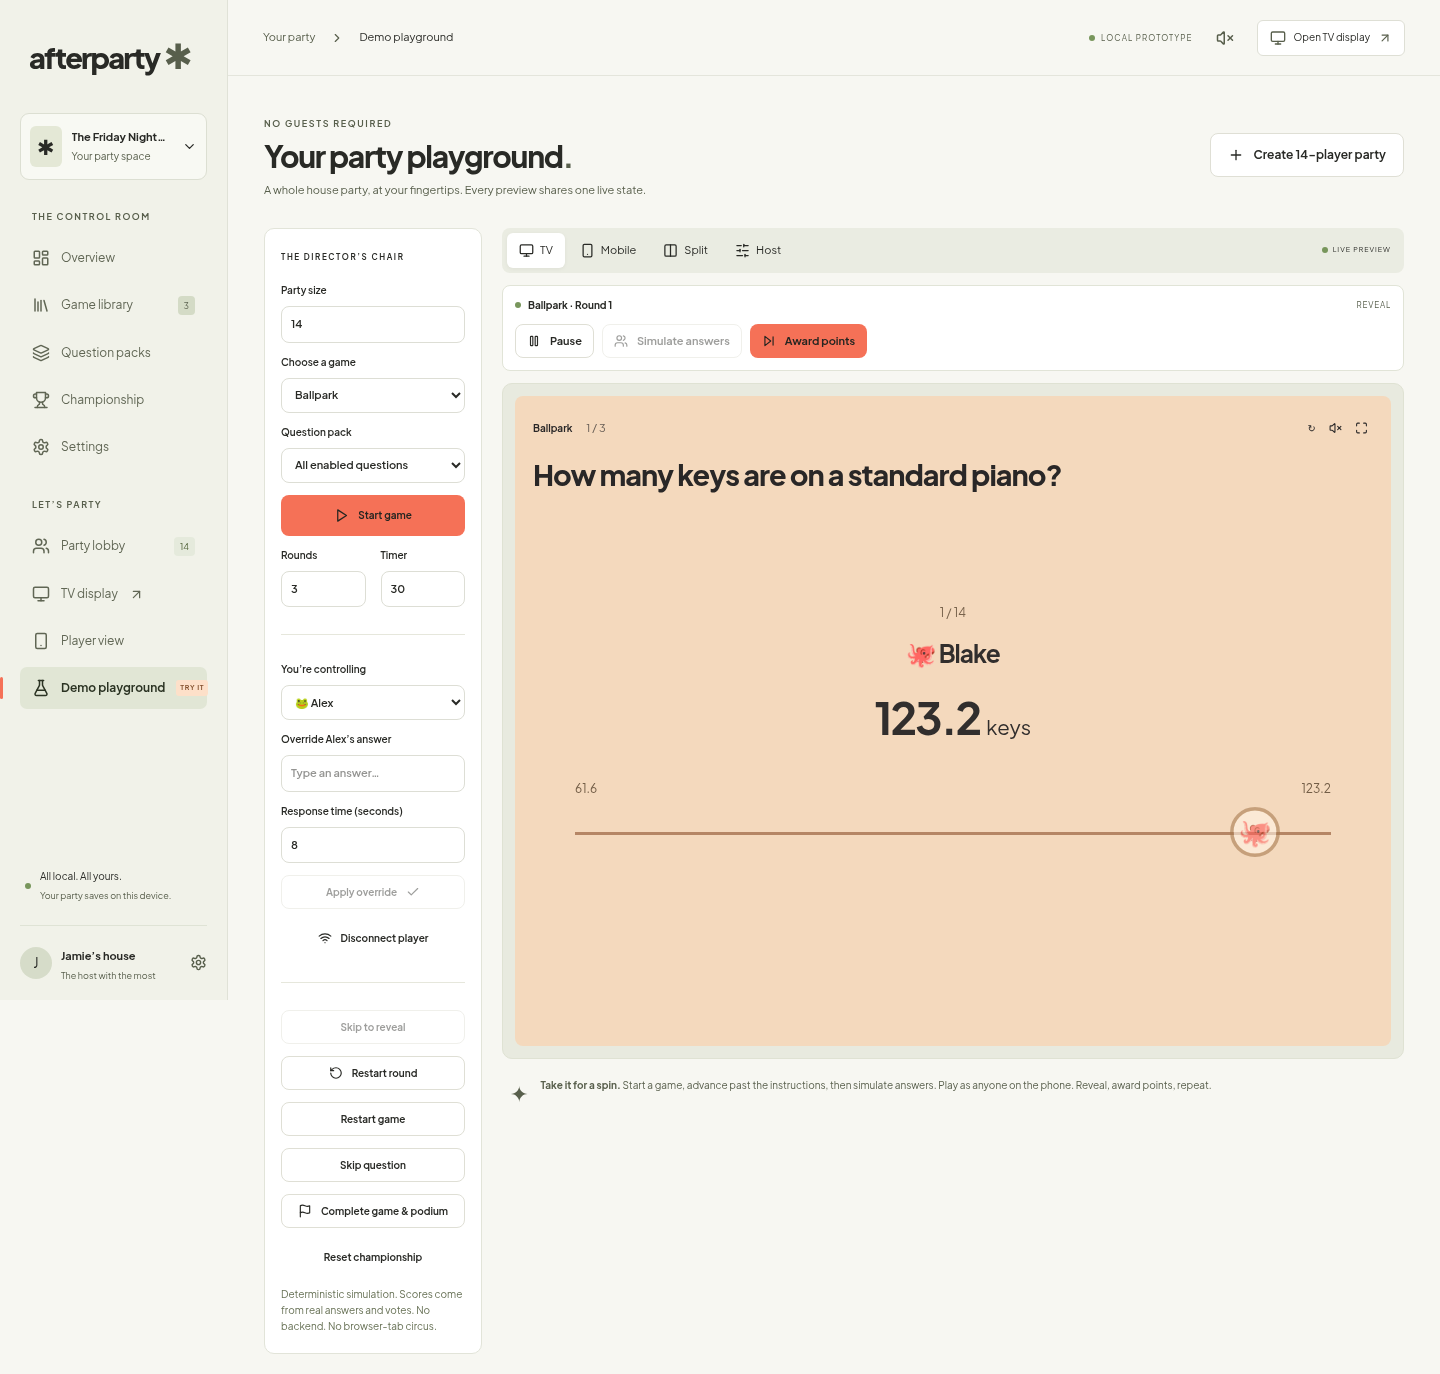 afterparty
The Friday Night...
Your party space
THE CONTROL ROOM
Overview
Game library 3
Question packs
Championship
Settings
LET'S PARTY
Party lobby 14
TV display
Player view
Demo playground TRY IT
All local. All yours.
Your party saves on this device.
J
Jamie's house
The host with the most
Your party > Demo playground
LOCAL PROTOTYPE
Open TV display
NO GUESTS REQUIRED
Your party playground.
A whole house party, at your fingertips. Every preview shares one live state.
Create 14-player party
THE DIRECTOR'S CHAIR
Party size
14
Choose a game
Ballpark
Question pack
All enabled questions
Start game
Rounds Timer
3 30
You're controlling
Alex
Override Alex's answer
Type an answer...
Response time (seconds)
8
Apply override
Disconnect player
Skip to reveal
Restart round
Restart game
Skip question
Complete game & podium
Reset championship
Deterministic simulation. Scores come
from real answers and votes. No
backend. No browser-tab circus.
TV Mobile Split Host
LIVE PREVIEW
Ballpark · Round 1
REVEAL
Pause Simulate answers Award points
Ballpark 1 / 3
How many keys are on a standard piano?
1 / 14
Blake
123.2 keys
61.6 123.2
Take it for a spin. Start a game, advance past the instructions, then simulate answers. Play as anyone on the phone. Reveal, award points, repeat.